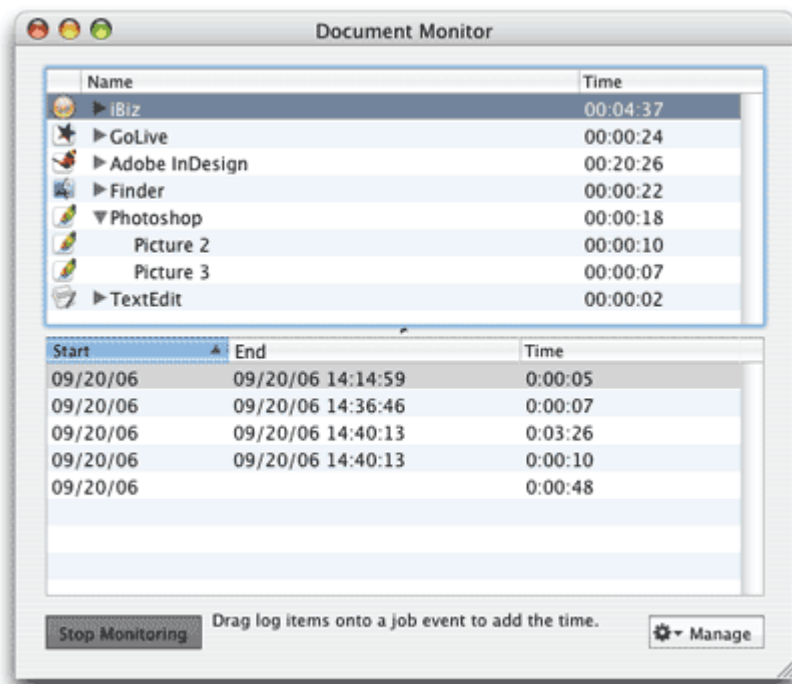 Document Monitor
Name Time
iBiz 00:04:37
GoLive 00:00:24
Adobe InDesign 00:20:26
Finder 00:00:22
Photoshop 00:00:18
Picture 2 00:00:10
Picture 3 00:00:07
TextEdit 00:00:02
Start End Time
09/20/06 09/20/06 14:14:59 0:00:05
09/20/06 09/20/06 14:36:46 0:00:07
09/20/06 09/20/06 14:40:13 0:03:26
09/20/06 09/20/06 14:40:13 0:00:10
09/20/06 0:00:48
Stop Monitoring Drag log items onto a job event to add the time. Manage